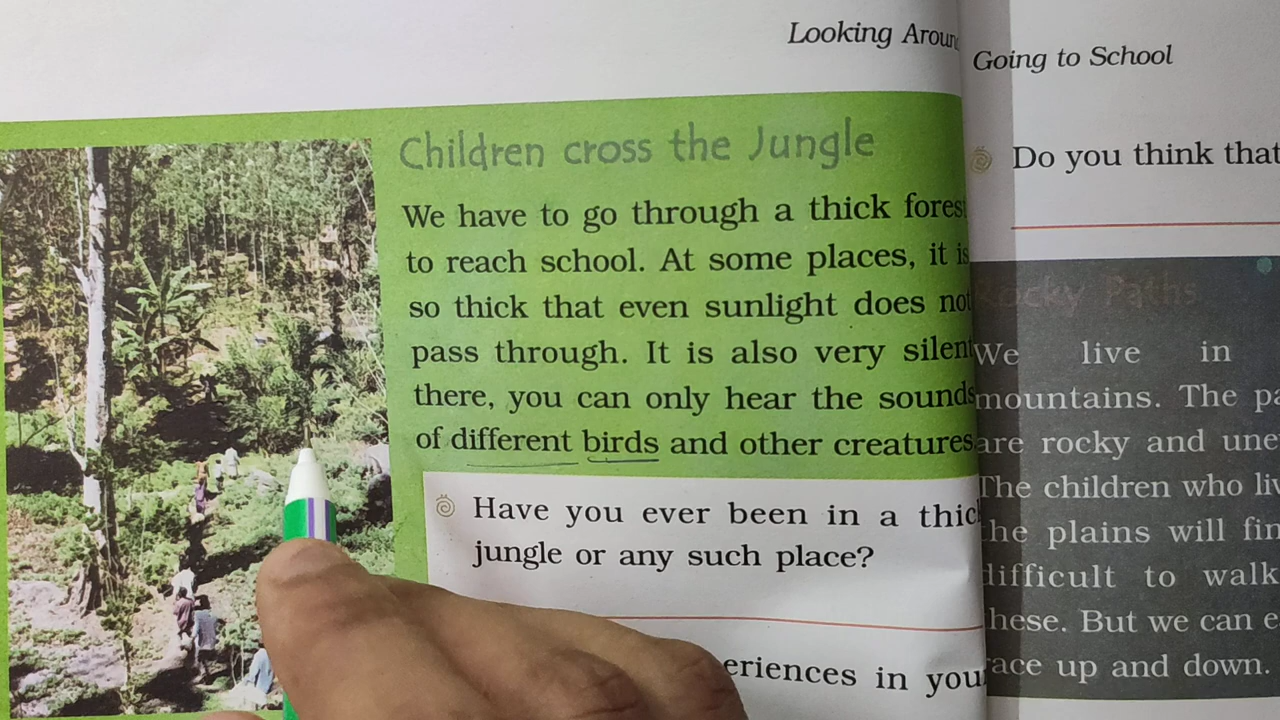 Looking Aroun
Children cross the Jungle
We have to go through a thick forest
to reach school. At some places, it is
so thick that even sunlight does not
pass through. It is also very silent
there, you can only hear the sounds
of different birds and other creatures
Have you ever been in a thic
jungle or any such place?
eriences in you
Going to School
Do you think that
Rocky Paths
We live in
mountains. The pa
are rocky and une
The children who liv
the plains will fin
difficult to walk
these. But we can e
race up and down.